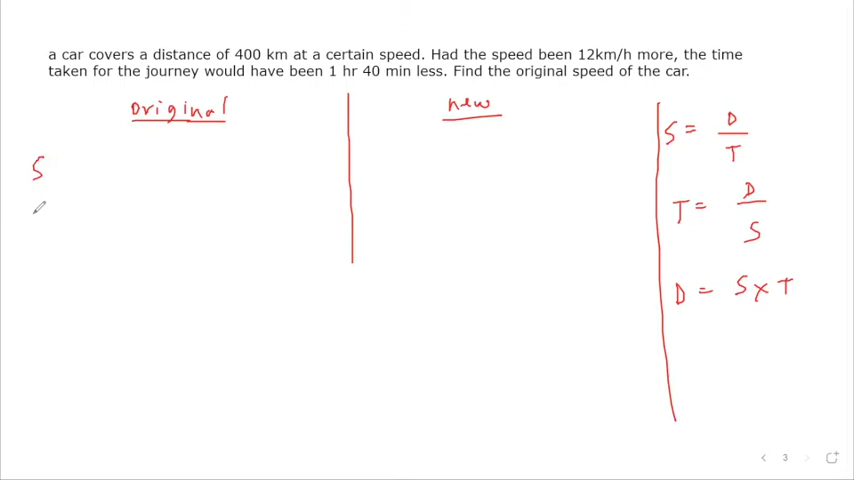 a car covers a distance of 400 km at a certain speed. Had the speed been 12km/h more, the time
taken for the journey would have been 1 hr 40 min less. Find the original speed of the car.
original
new
S
S = D/T
T = D/S
D = S x T
3